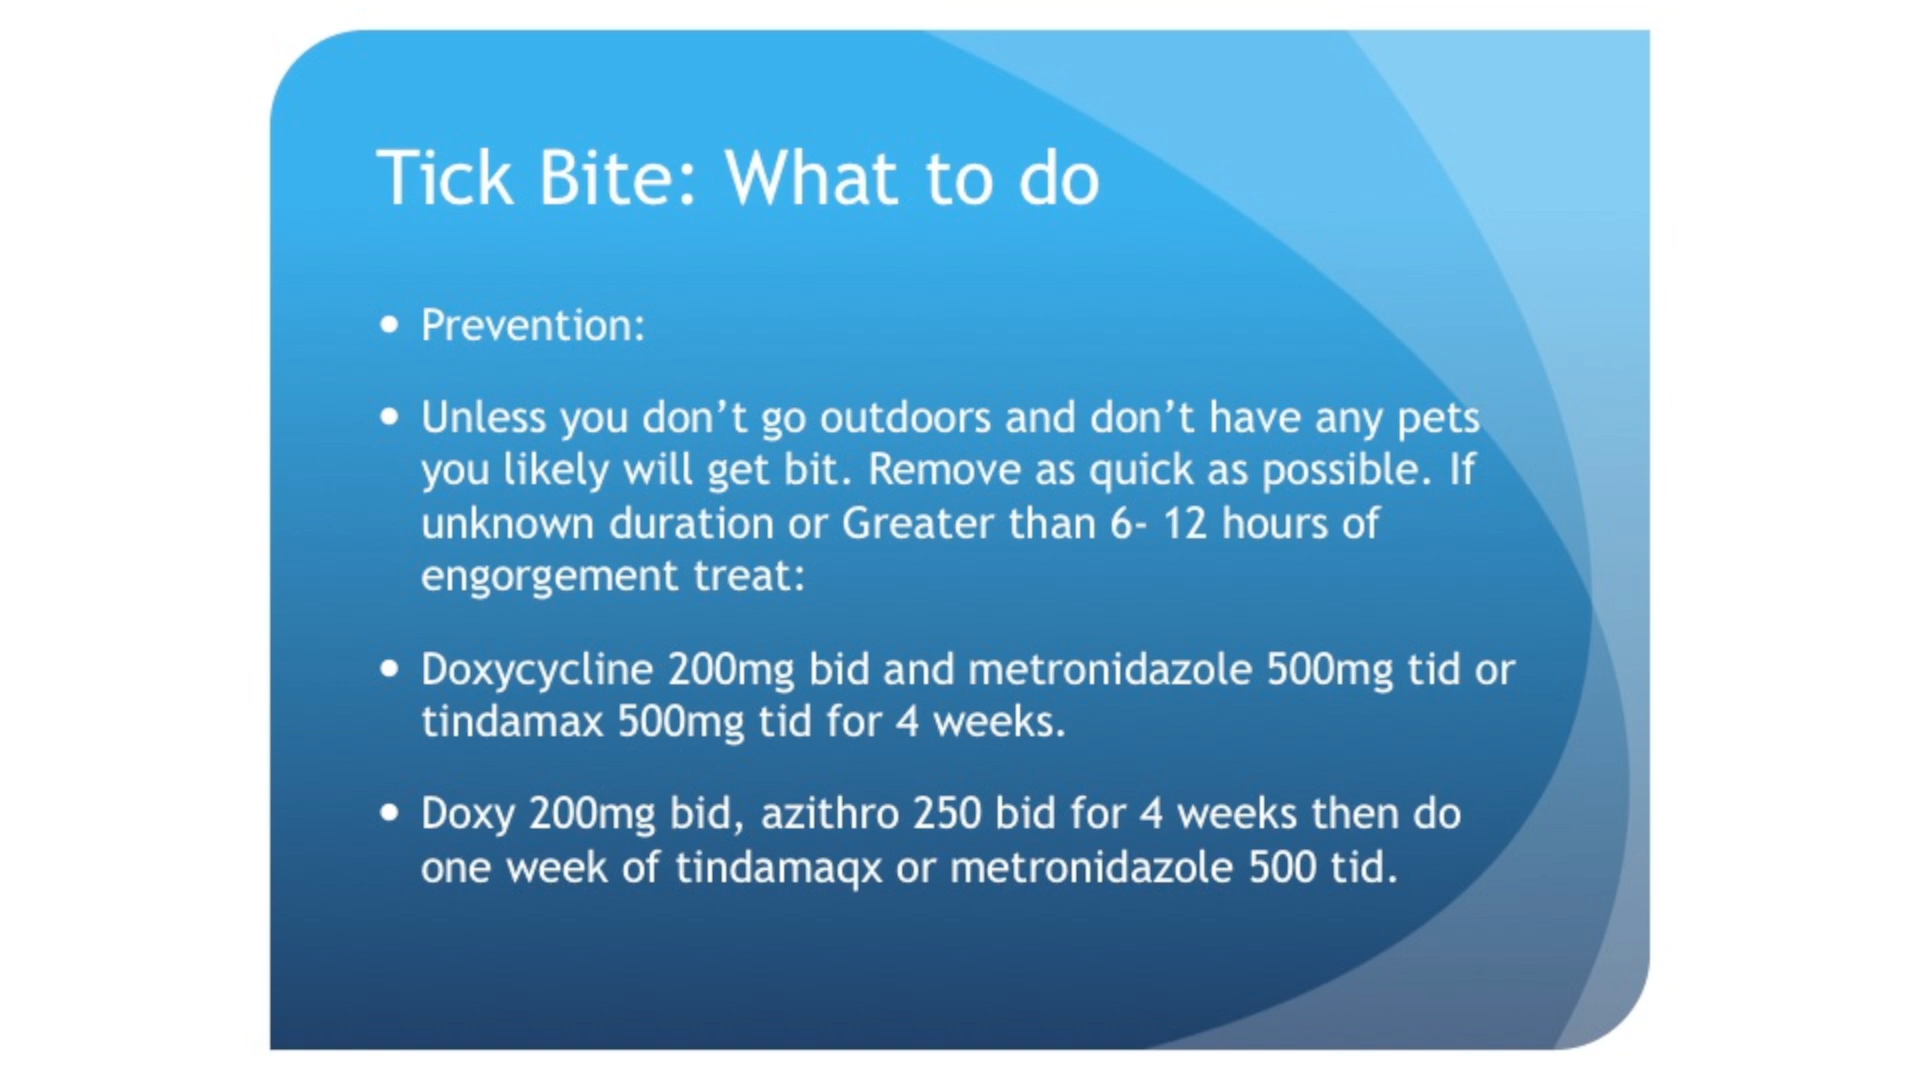 Tick Bite: What to do
• Prevention:
• Unless you don’t go outdoors and don’t have any pets
you likely will get bit. Remove as quick as possible. If
unknown duration or Greater than 6- 12 hours of
engorgement treat:
• Doxycycline 200mg bid and metronidazole 500mg tid or
tindamax 500mg tid for 4 weeks.
• Doxy 200mg bid, azithro 250 bid for 4 weeks then do
one week of tindamaqx or metronidazole 500 tid.